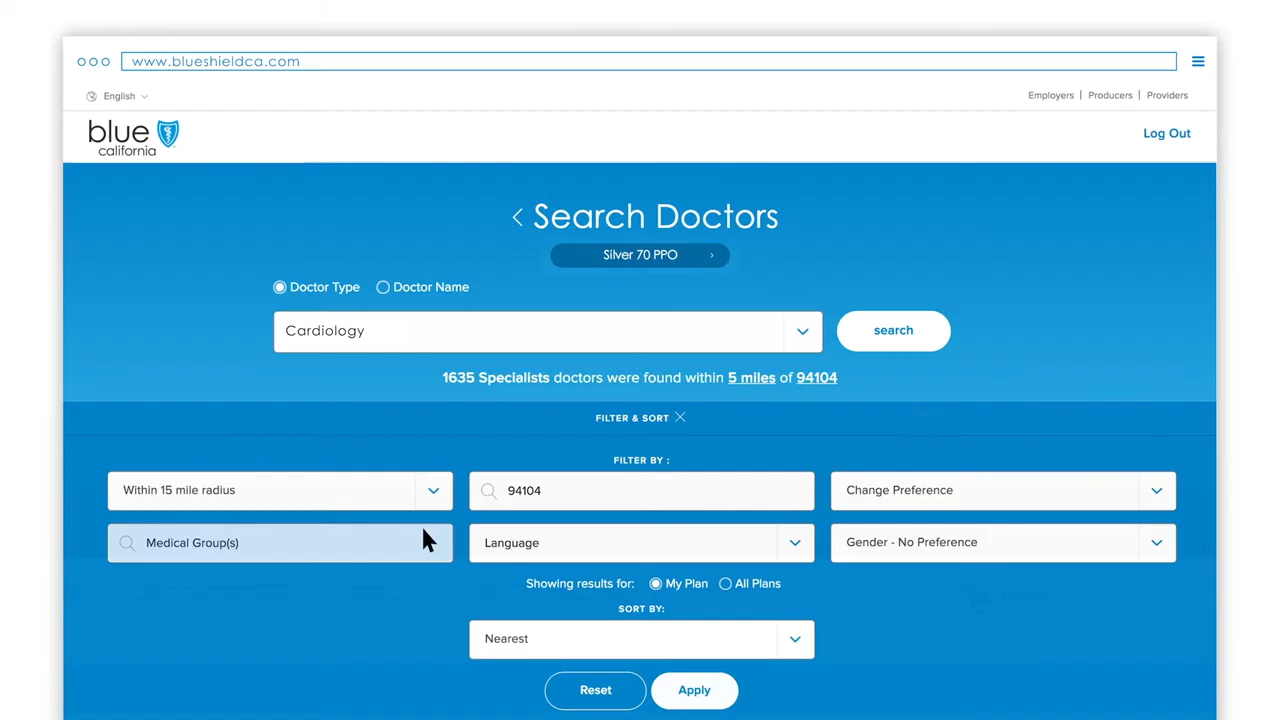 www.blueshieldca.com
English
Employers | Producers | Providers
blue
california
Log Out
Search Doctors
Silver 70 PPO
Doctor Type Doctor Name
Cardiology
search
1635 Specialists doctors were found within 5 miles of 94104
FILTER & SORT
FILTER BY :
Within 15 mile radius
94104
Change Preference
Medical Group(s)
Language
Gender - No Preference
Showing results for: My Plan All Plans
SORT BY:
Nearest
Reset
Apply